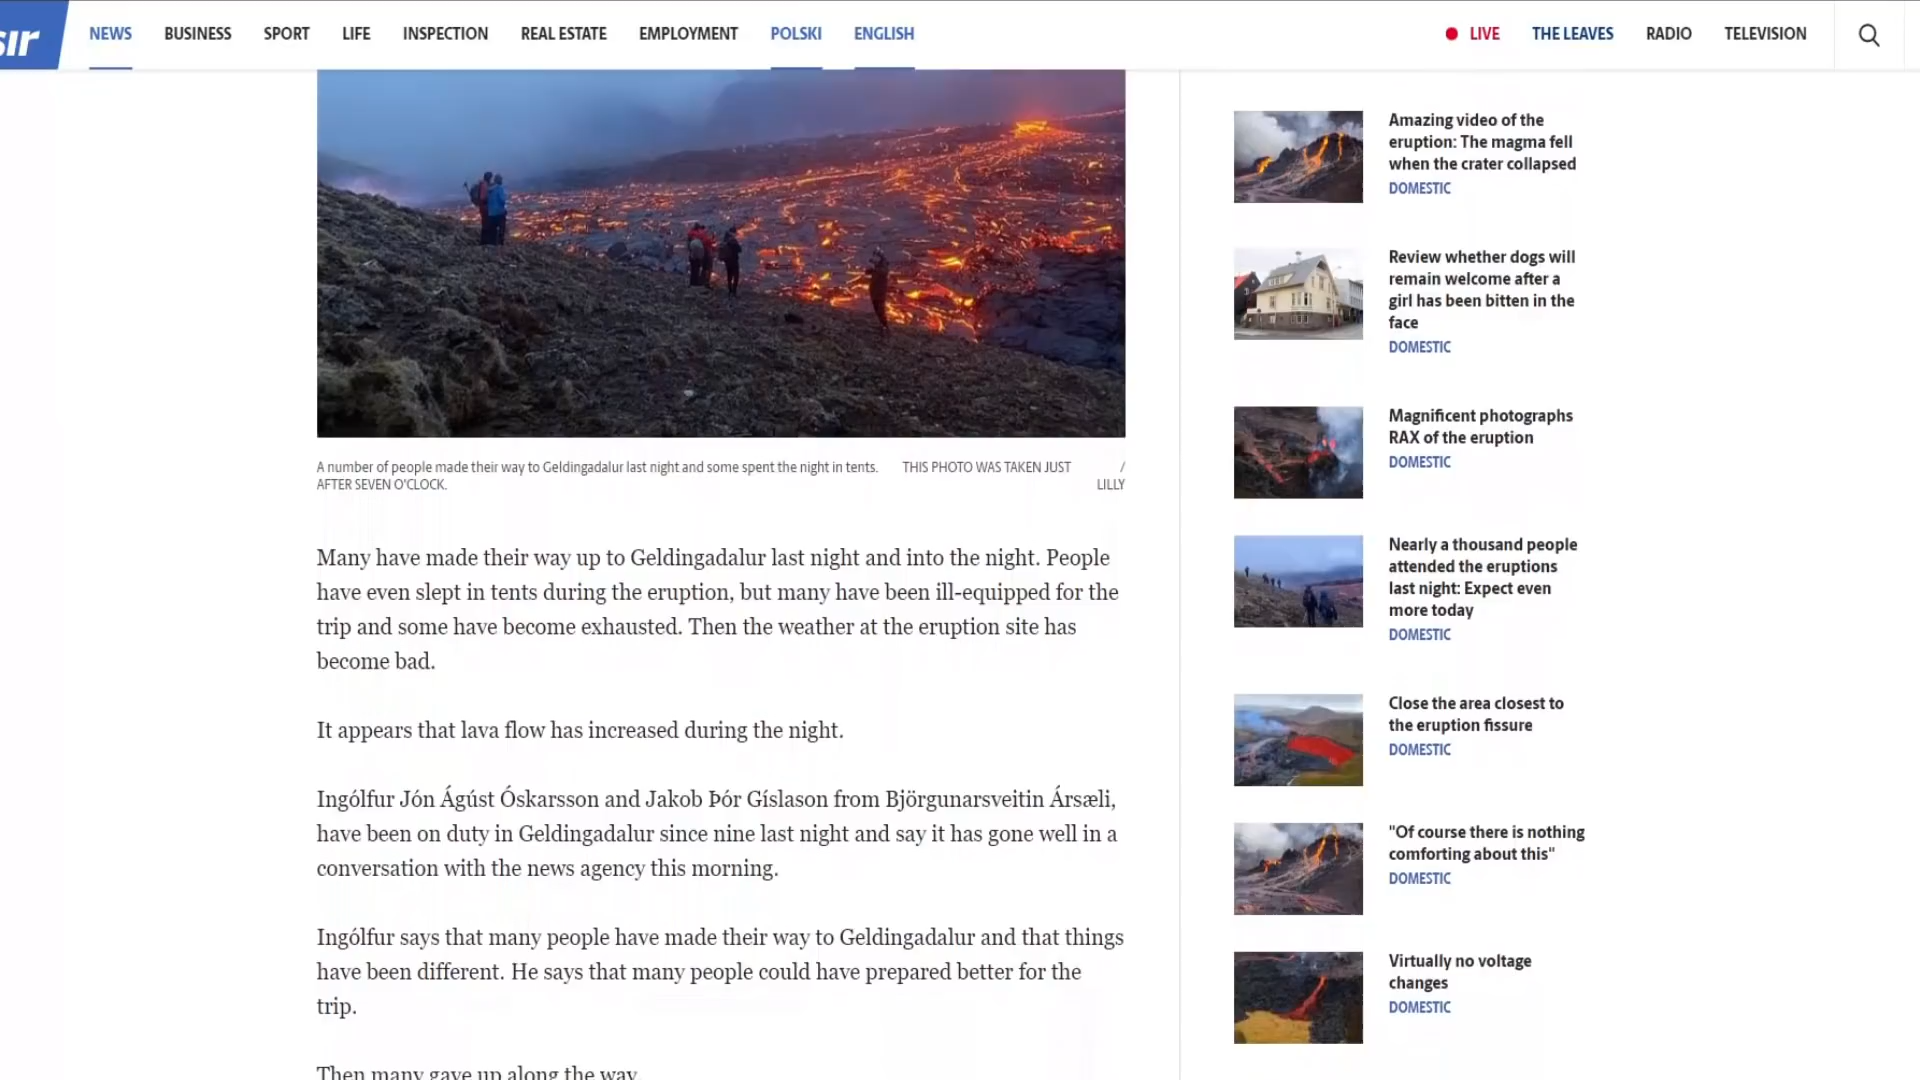 sır
NEWS
BUSINESS
SPORT
LIFE
INSPECTION
REAL ESTATE
EMPLOYMENT
POLSKI
ENGLISH
LIVE
THE LEAVES
RADIO
TELEVISION
A number of people made their way to Geldingadalur last night and some spent the night in tents. THIS PHOTO WAS TAKEN JUST
AFTER SEVEN O'CLOCK.
/
LILLY
Many have made their way up to Geldingadalur last night and into the night. People
have even slept in tents during the eruption, but many have been ill-equipped for the
trip and some have become exhausted. Then the weather at the eruption site has
become bad.
It appears that lava flow has increased during the night.
Ingólfur Jón Ágúst Óskarsson and Jakob Þór Gíslason from Björgunarsveitin Ársæli,
have been on duty in Geldingadalur since nine last night and say it has gone well in a
conversation with the news agency this morning.
Ingólfur says that many people have made their way to Geldingadalur and that things
have been different. He says that many people could have prepared better for the
trip.
Then many gave up along the way.
Amazing video of the
eruption: The magma fell
when the crater collapsed
DOMESTIC
Review whether dogs will
remain welcome after a
girl has been bitten in the
face
DOMESTIC
Magnificent photographs
RAX of the eruption
DOMESTIC
Nearly a thousand people
attended the eruptions
last night: Expect even
more today
DOMESTIC
Close the area closest to
the eruption fissure
DOMESTIC
"Of course there is nothing
comforting about this"
DOMESTIC
Virtually no voltage
changes
DOMESTIC